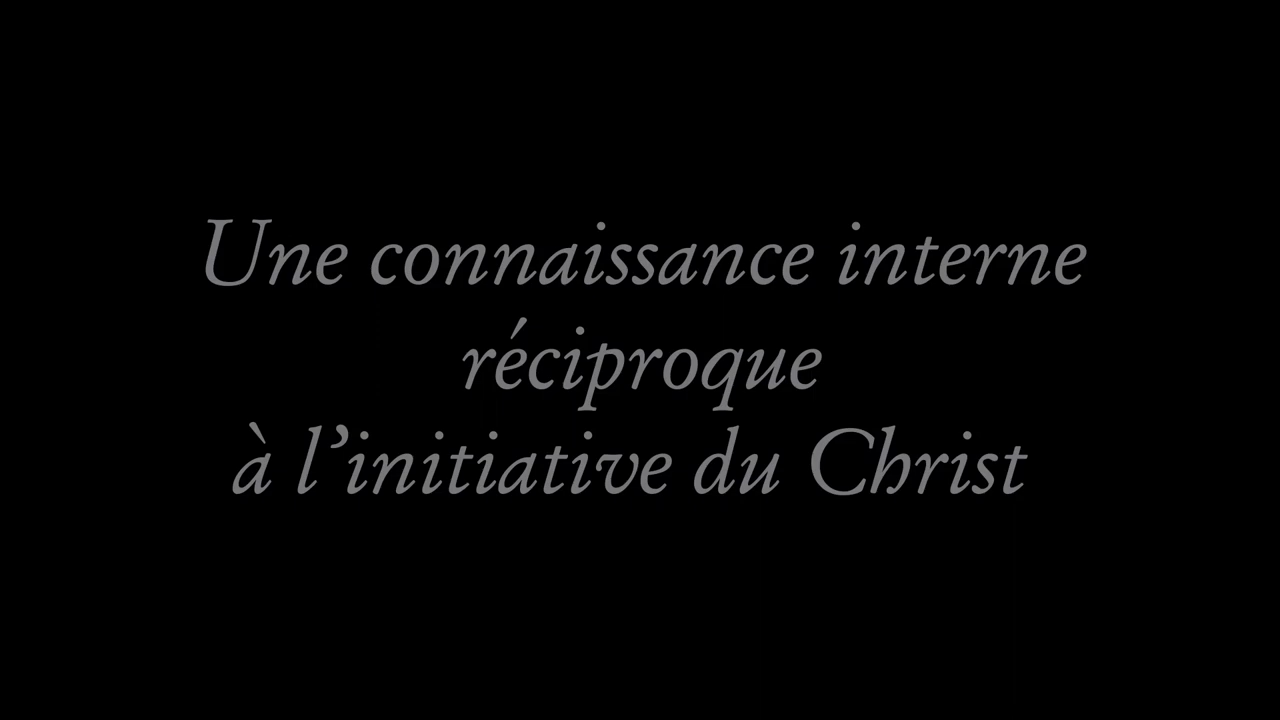 Une connaissance interne
réciproque
à l’initiative du Christ